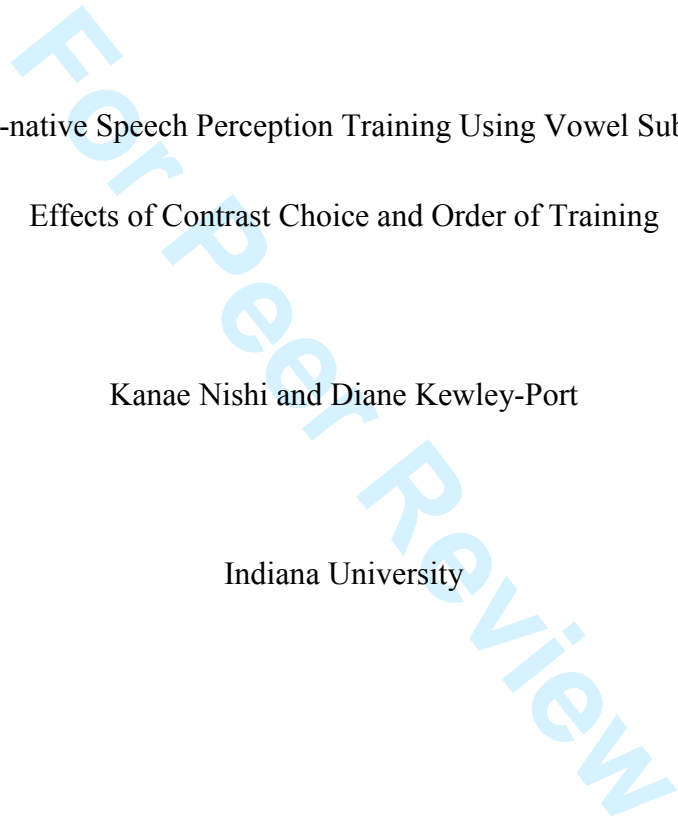 -native Speech Perception Training Using Vowel Sub
Effects of Contrast Choice and Order of Training
Kanae Nishi and Diane Kewley-Port
Indiana University
For Peer Review